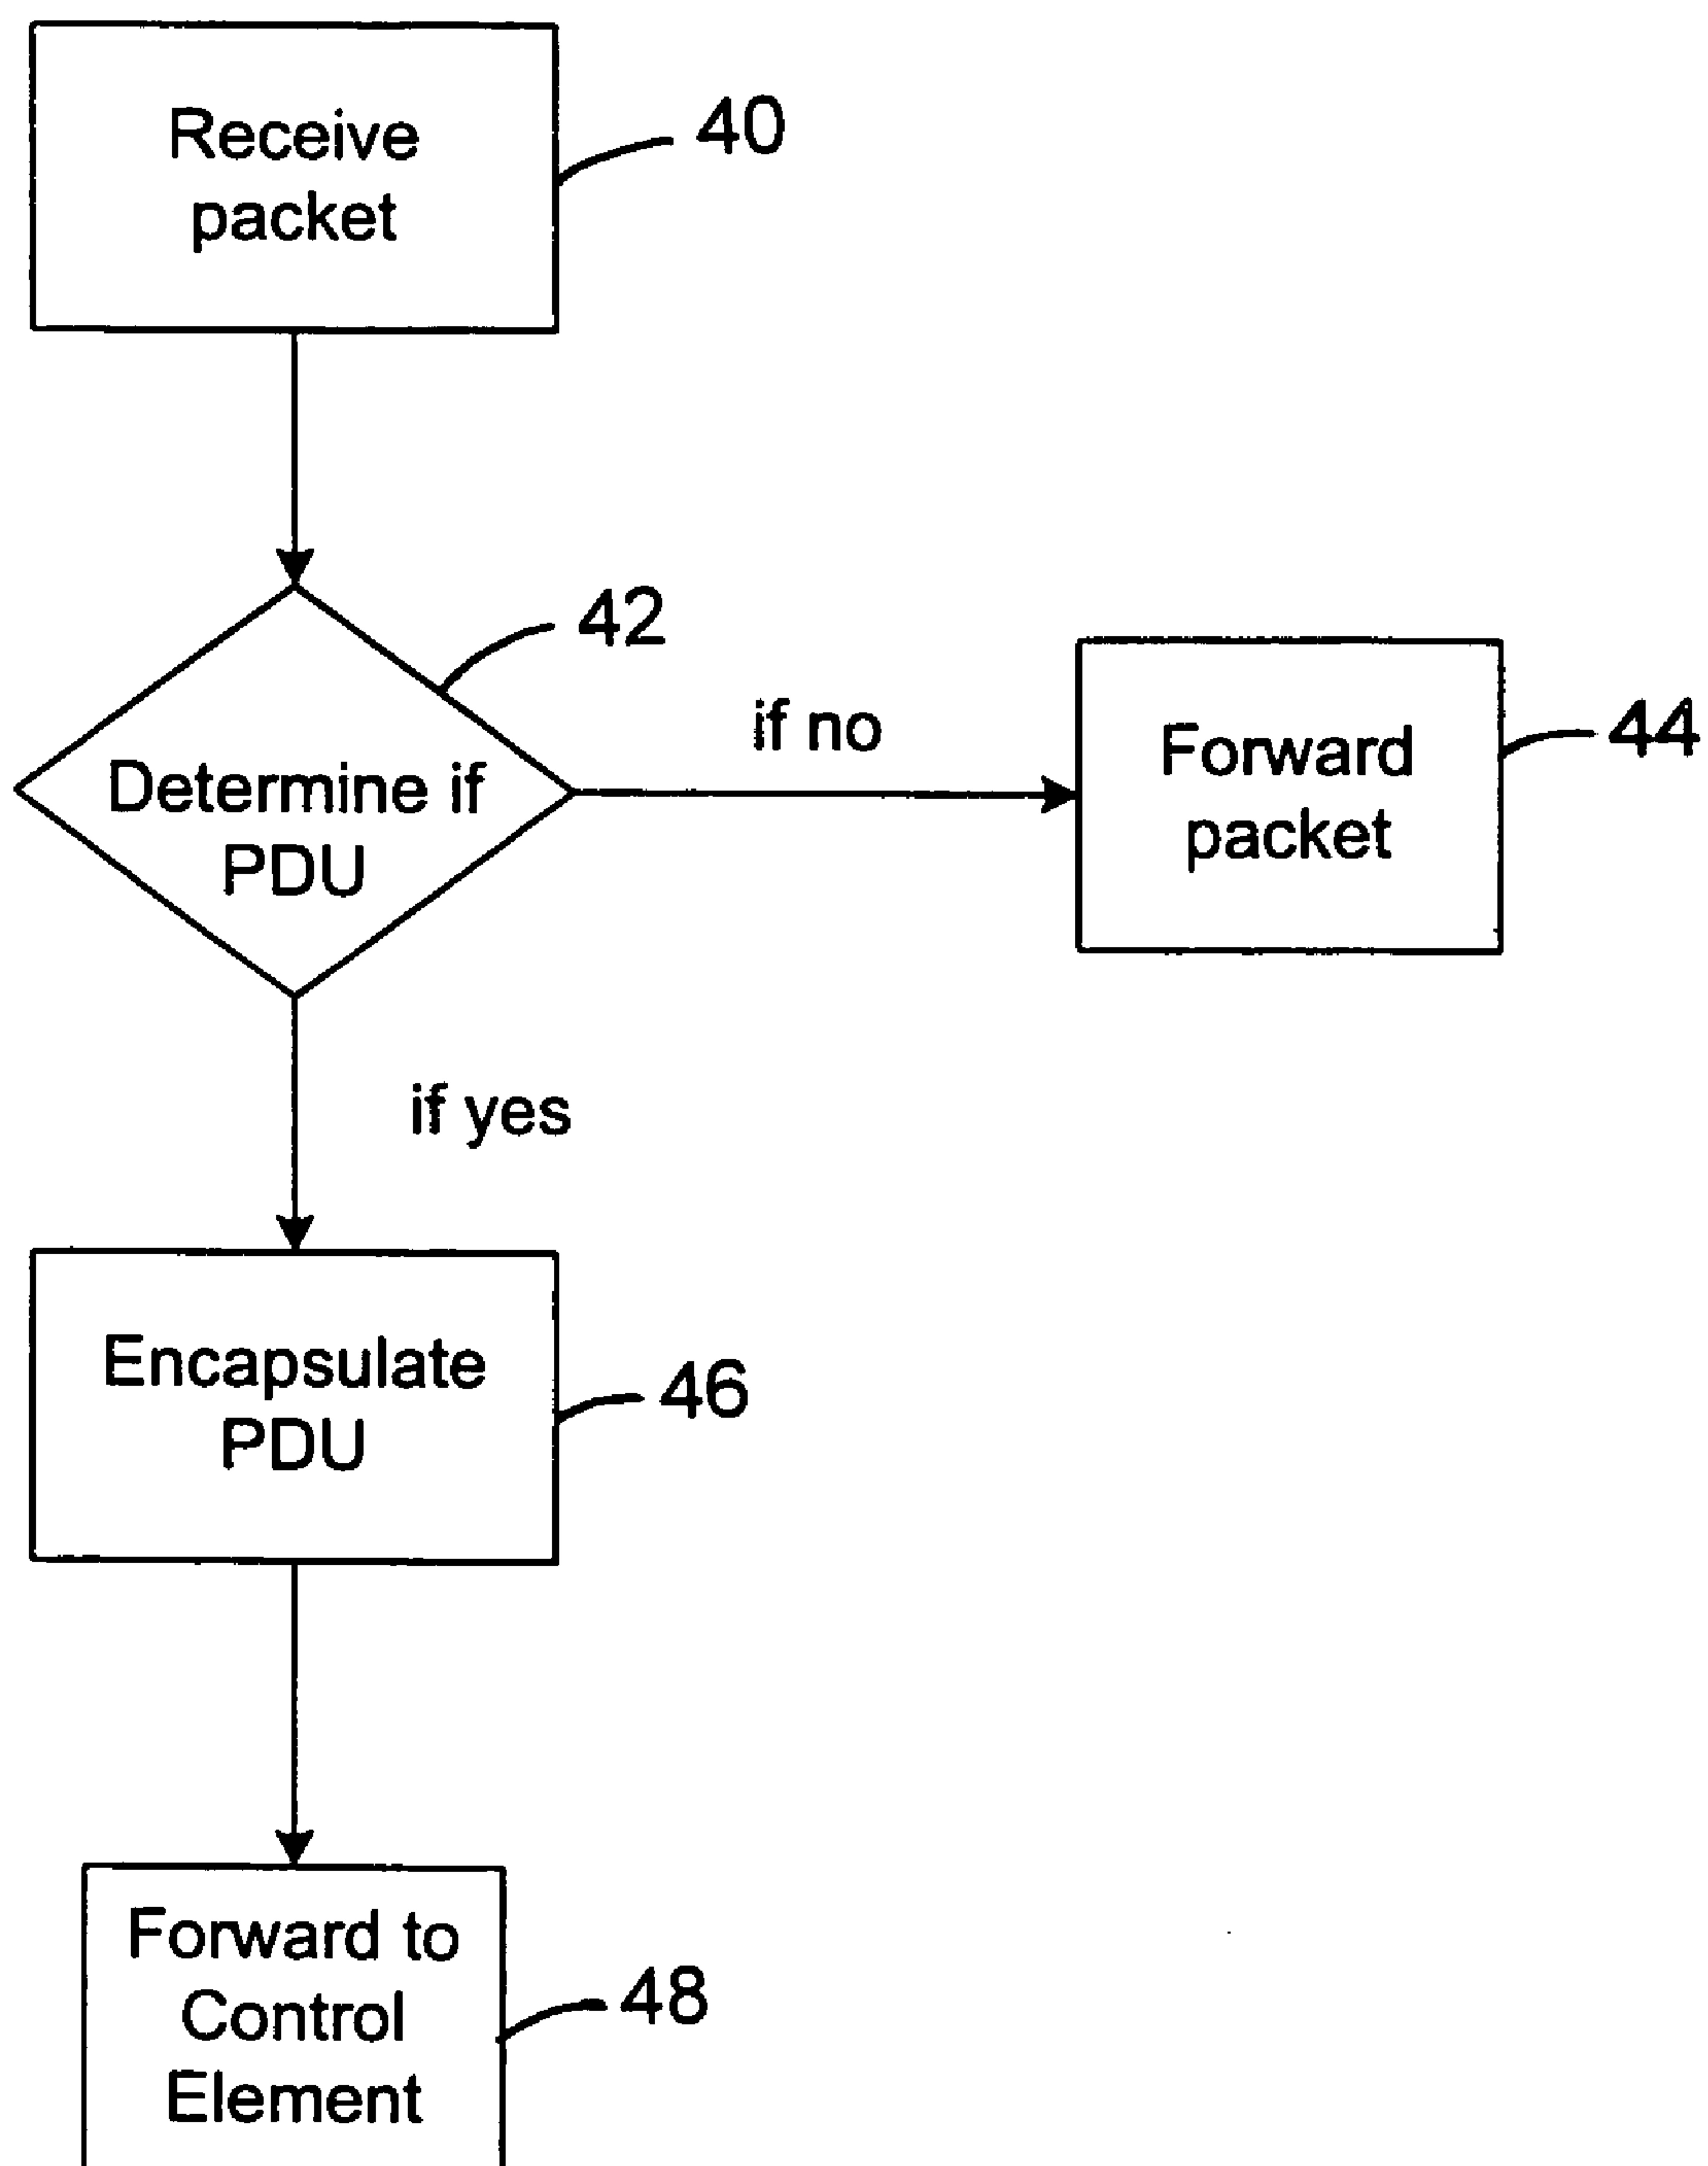 Receive
packet
40
42
Determine if
PDU
if no
Forward
packet
44
if yes
Encapsulate
PDU
46
Forward to
Control
Element
48